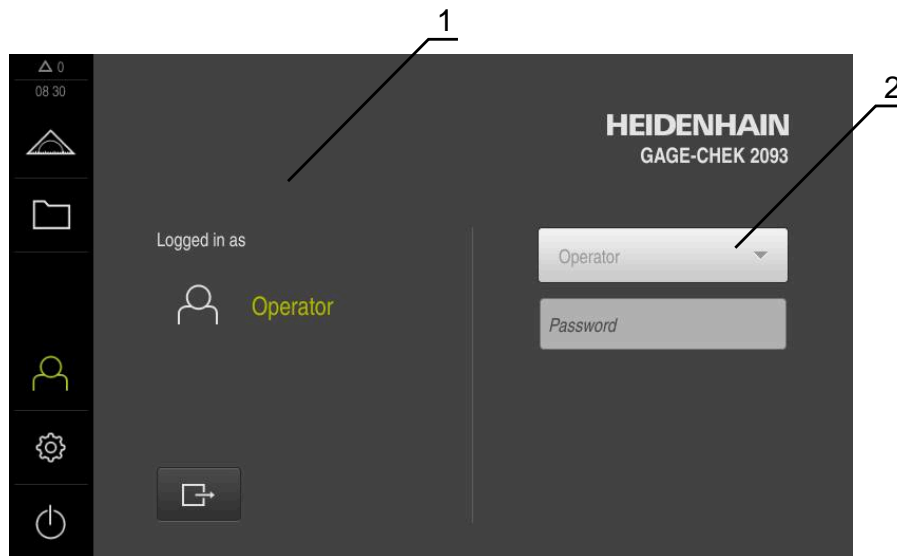 1
2
△ 0
08 30
HEIDENHAIN
GAGE-CHEK 2093
Logged in as
Operator
Operator
Password